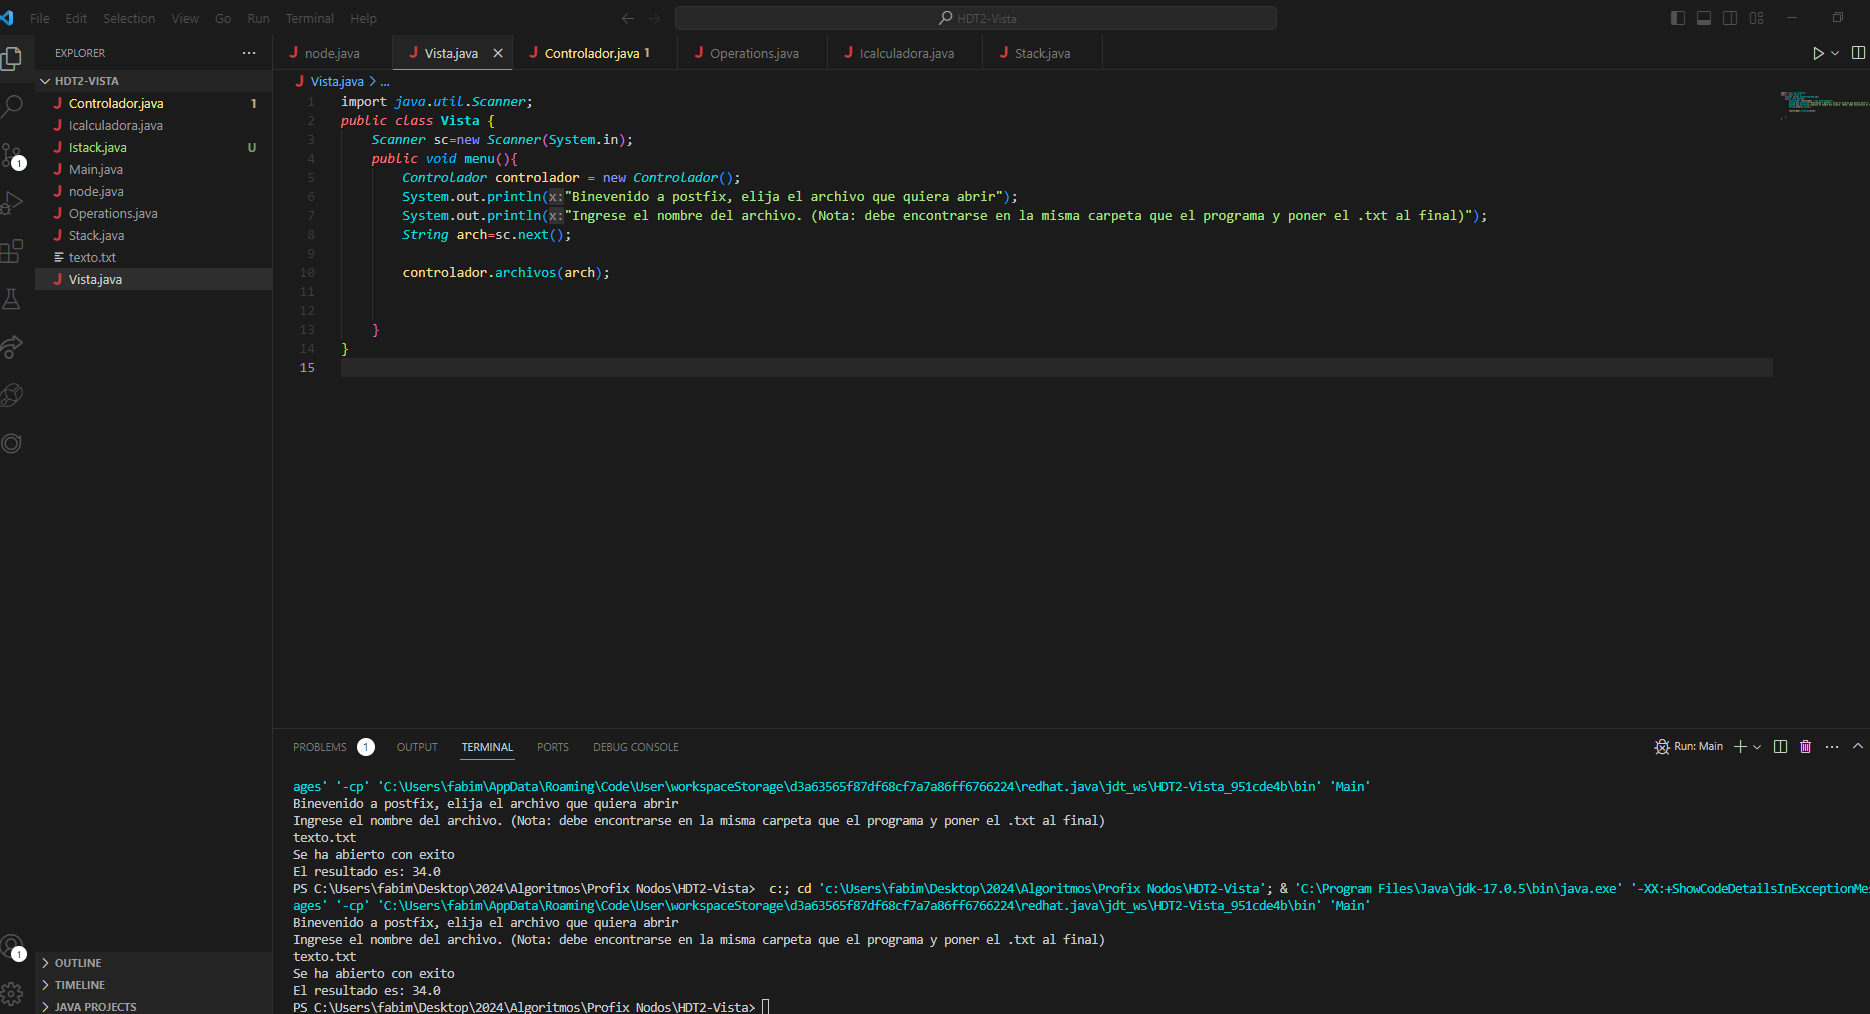 File Edit Selection View Go Run Terminal Help
HDT2-Vista
EXPLORER
HDT2-VISTA
Controlador.java 1
Icalculadora.java
Istack.java U
Main.java
node.java
Operations.java
Stack.java
texto.txt
Vista.java
OUTLINE
TIMELINE
JAVA PROJECTS
1
1
node.java Vista.java Controlador.java 1 Operations.java Icalculadora.java Stack.java
Vista.java > ...
1 import java.util.Scanner;
2 public class Vista {
3 Scanner sc=new Scanner(System.in);
4 public void menu(){
5 Controlador controlador = new Controlador();
6 System.out.println(x:"Binevenido a postfix, elija el archivo que quiera abrir");
7 System.out.println(x:"Ingrese el nombre del archivo. (Nota: debe encontrarse en la misma carpeta que el programa y poner el .txt al final)");
8 String arch=sc.next();
9
10 controlador.archivos(arch);
11
12
13 }
14 }
15
PROBLEMS 1 OUTPUT TERMINAL PORTS DEBUG CONSOLE
Run: Main
ages' '-cp' 'C:\Users\fabim\AppData\Roaming\Code\User\workspaceStorage\d3a63565f87df68cf7a7a86ff6766224\redhat.java\jdt_ws\HDT2-Vista_951cde4b\bin' 'Main'
Binevenido a postfix, elija el archivo que quiera abrir
Ingrese el nombre del archivo. (Nota: debe encontrarse en la misma carpeta que el programa y poner el .txt al final)
texto.txt
Se ha abierto con exito
El resultado es: 34.0
PS C:\Users\fabim\Desktop\2024\Algoritmos\Profix Nodos\HDT2-Vista> c:; cd 'c:\Users\fabim\Desktop\2024\Algoritmos\Profix Nodos\HDT2-Vista'; & 'C:\Program Files\Java\jdk-17.0.5\bin\java.exe' '-XX:+ShowCodeDetailsInExceptionMes
ages' '-cp' 'C:\Users\fabim\AppData\Roaming\Code\User\workspaceStorage\d3a63565f87df68cf7a7a86ff6766224\redhat.java\jdt_ws\HDT2-Vista_951cde4b\bin' 'Main'
Binevenido a postfix, elija el archivo que quiera abrir
Ingrese el nombre del archivo. (Nota: debe encontrarse en la misma carpeta que el programa y poner el .txt al final)
texto.txt
Se ha abierto con exito
El resultado es: 34.0
PS C:\Users\fabim\Desktop\2024\Algoritmos\Profix Nodos\HDT2-Vista>